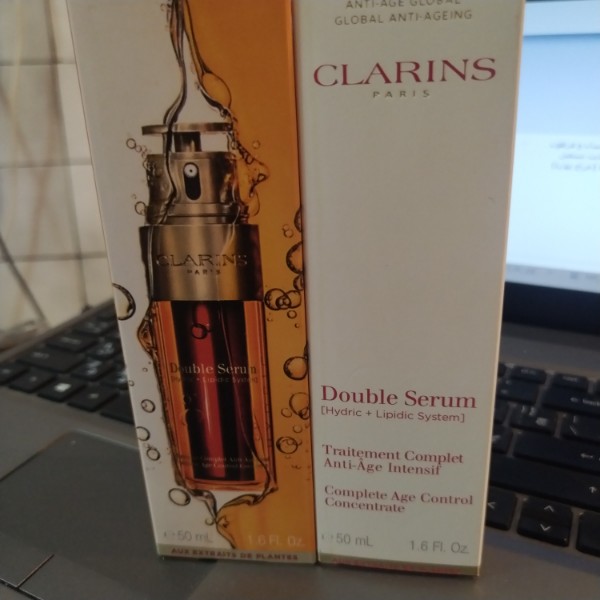 ANTI-AGE GLOBAL
GLOBAL ANTI-AGEING
CLARINS
PARIS
Double Serum
[Hydric + Lipidic System]
Traitement Complet
Anti-Âge Intensif
Complete Age Control
Concentrate
℮ 50 mL 1.6 Fl. Oz.
CLARINS
PARIS
Double Serum
Hydric + Lipidic System
℮ 50 mL 1.6 Fl. Oz.
AUX EXTRAITS DE PLANTES